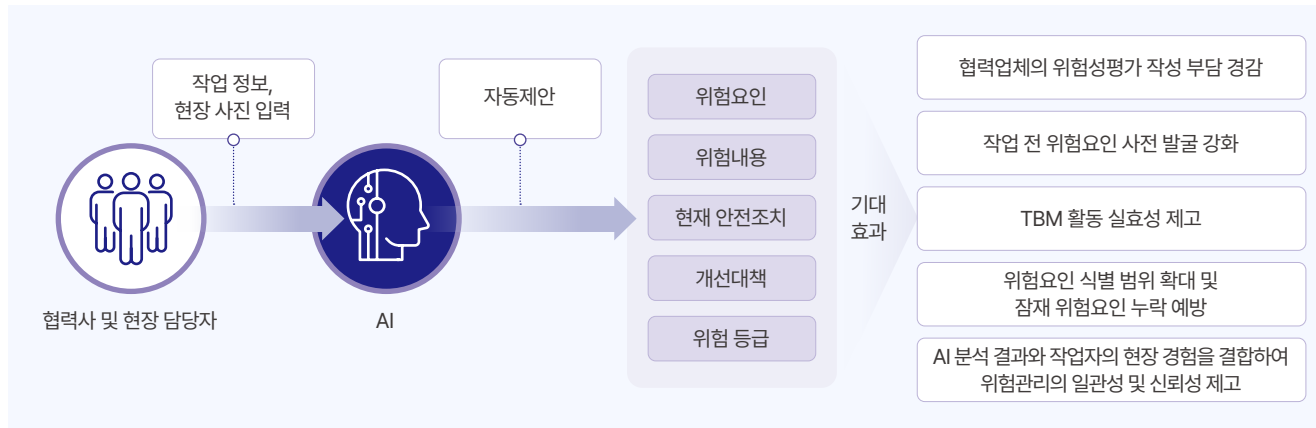 작업 정보,
현장 사진 입력
자동제안
협력사 및 현장 담당자
AI
위험요인
위험내용
현재 안전조치
개선대책
위험 등급
기대
효과
협력업체의 위험성평가 작성 부담 경감
작업 전 위험요인 사전 발굴 강화
TBM 활동 실효성 제고
위험요인 식별 범위 확대 및
잠재 위험요인 누락 예방
AI 분석 결과와 작업자의 현장 경험을 결합하여
위험관리의 일관성 및 신뢰성 제고